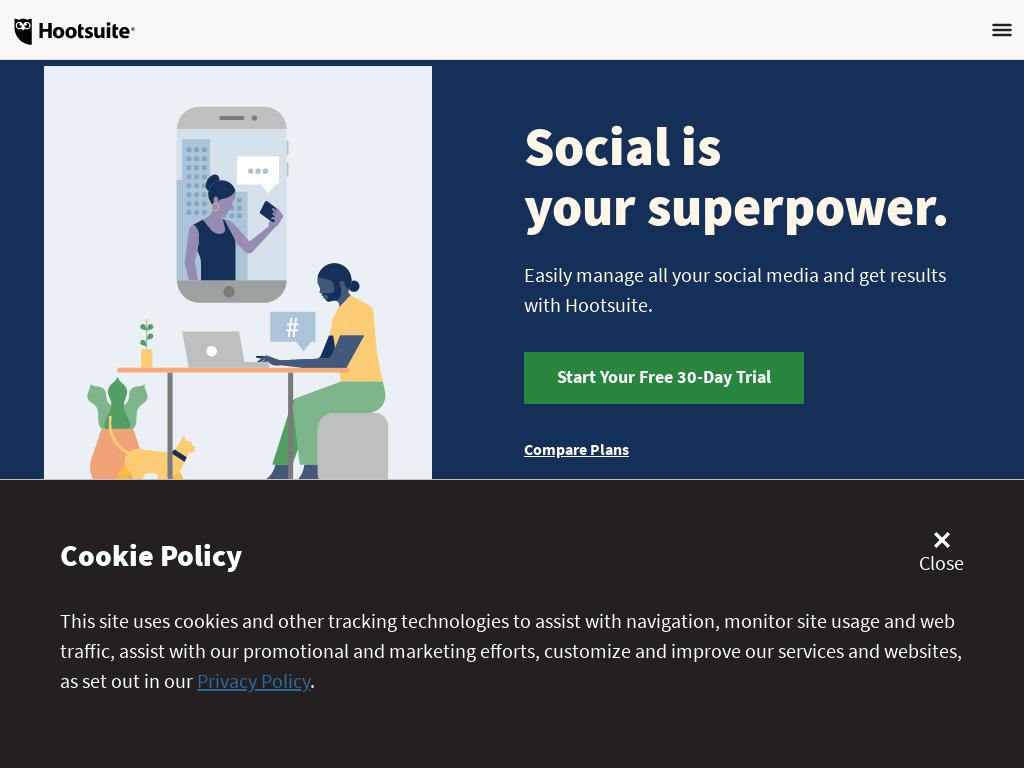 Hootsuite®
Social is
your superpower.
Easily manage all your social media and get results
with Hootsuite.
#
Start Your Free 30-Day Trial
Compare Plans
Cookie Policy
Close
This site uses cookies and other tracking technologies to assist with navigation, monitor site usage and web
traffic, assist with our promotional and marketing efforts, customize and improve our services and websites,
as set out in our Privacy Policy.